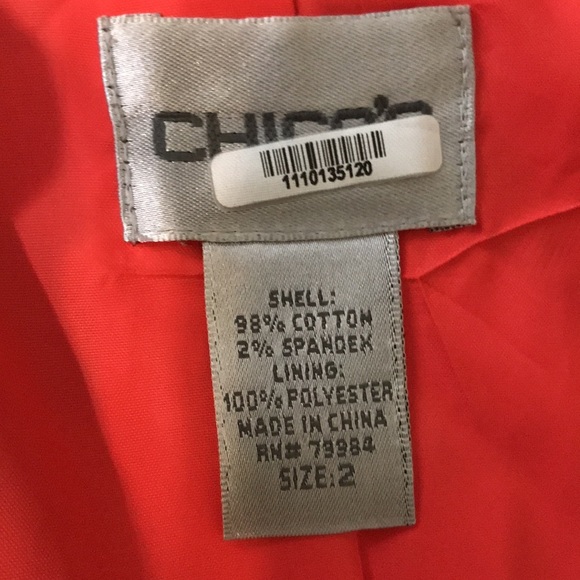 CHICO'S
1110135120
SHELL:
98% COTTON
2% SPANDEX
LINING:
100% POLYESTER
MADE IN CHINA
RN# 79984
SIZE: 2